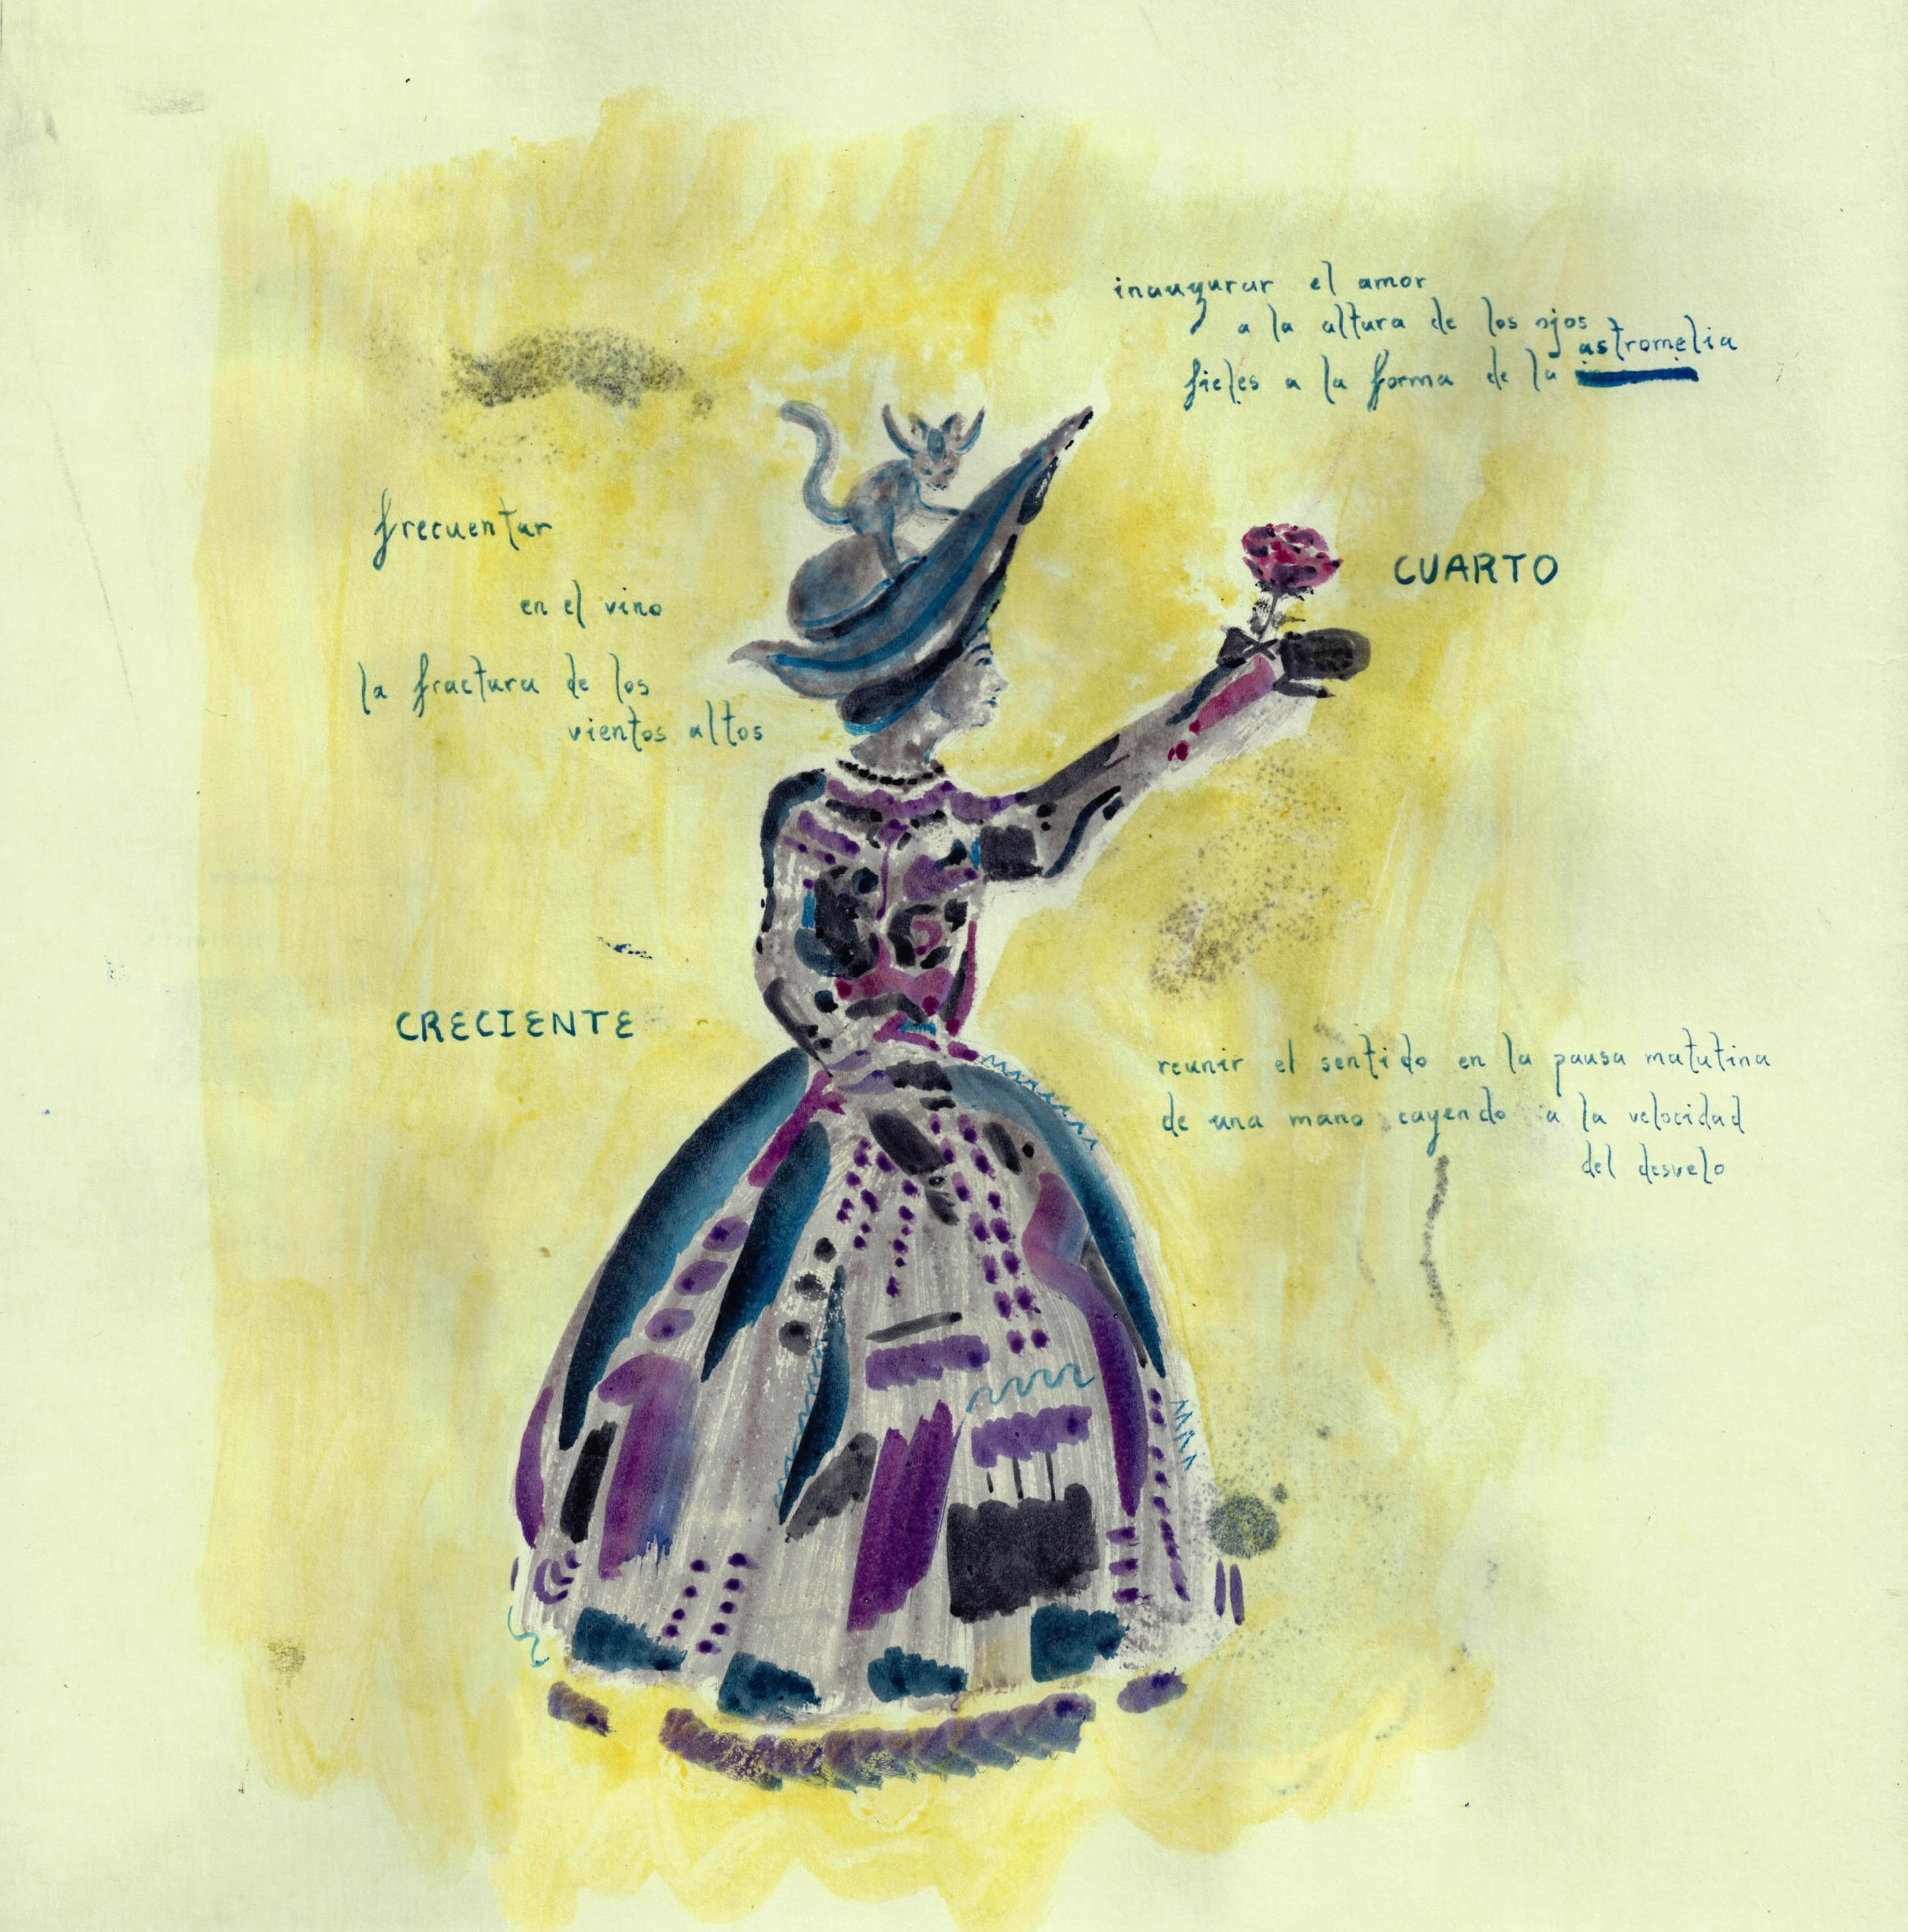 inaugurar el amor
a la altura de los ojos
fieles a la forma de la astromelia
frecuentar
en el vino
la fractura de los
vientos altos
CUARTO
CRECIENTE
reunir el sentido en la pausa matutina
de una mano cayendo a la velocidad
del desvelo